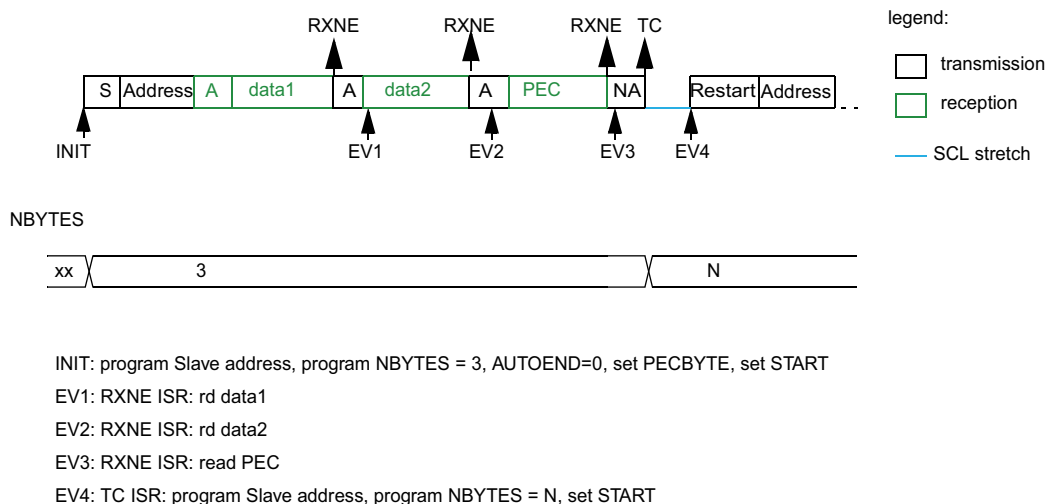 RXNE RXNE RXNE TC
legend:
transmission
S Address A data1 A data2 A PEC NA Restart Address
reception
INIT EV1 EV2 EV3 EV4
SCL stretch
NBYTES
xx 3 N
INIT: program Slave address, program NBYTES = 3, AUTOEND=0, set PECBYTE, set START
EV1: RXNE ISR: rd data1
EV2: RXNE ISR: rd data2
EV3: RXNE ISR: read PEC
EV4: TC ISR: program Slave address, program NBYTES = N, set START